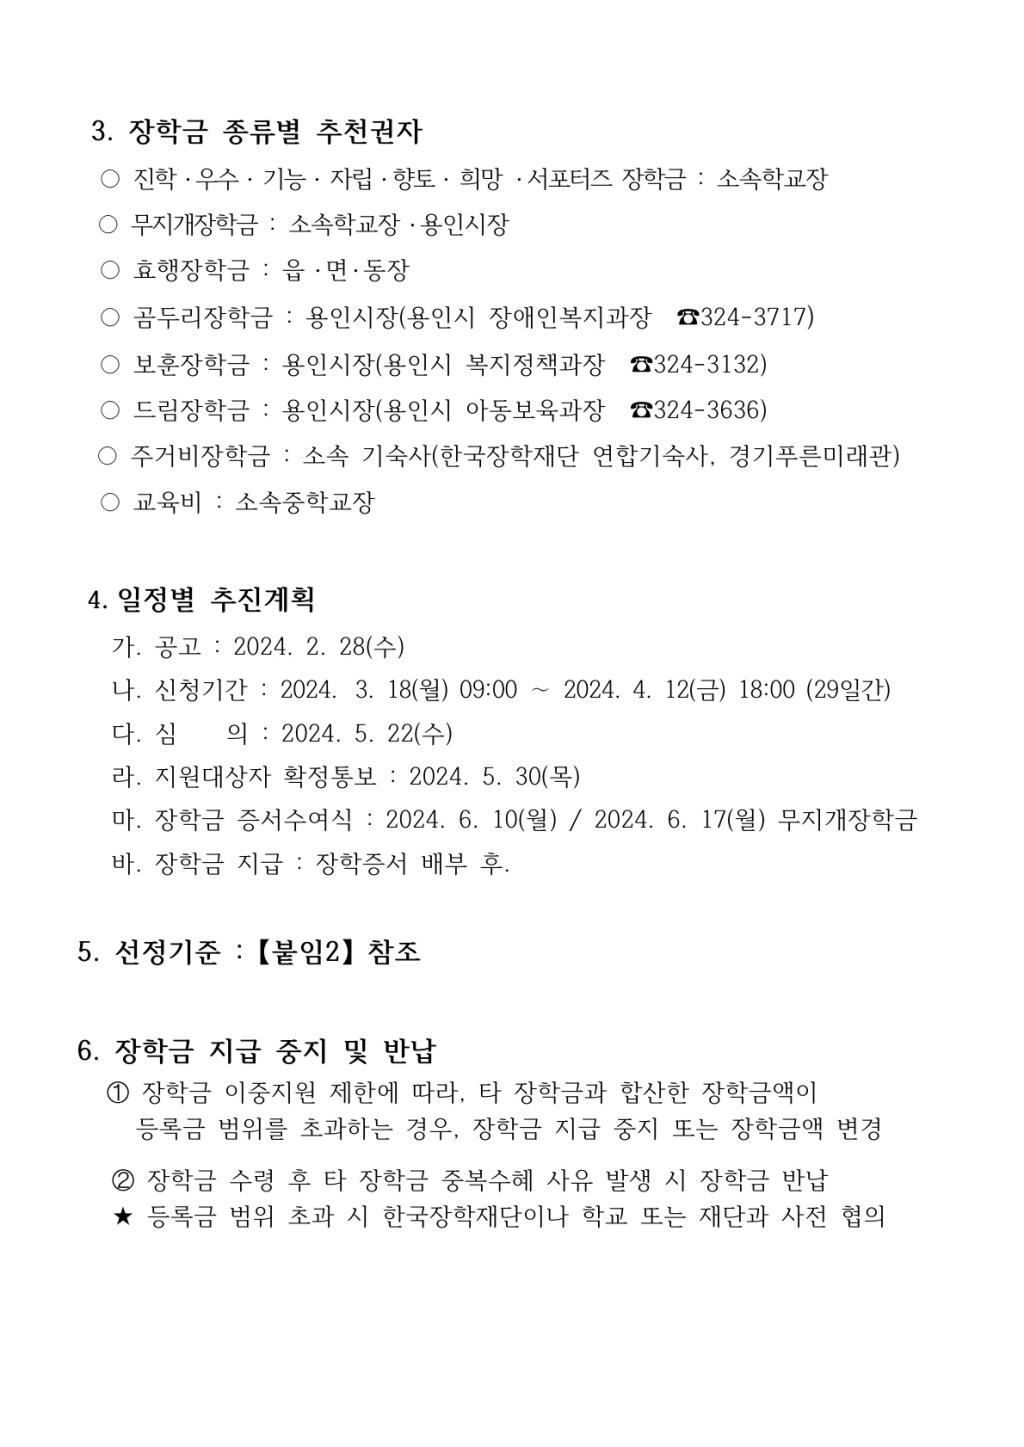 3. 장학금 종류별 추천권자
○ 진학·우수· 기능· 자립·향토· 희망 ·서포터즈 장학금 : 소속학교장
○ 무지개장학금 : 소속학교장 ·용인시장
○ 효행장학금 : 읍 ·면·동장
○ 곰두리장학금 : 용인시장(용인시 장애인복지과장 ☎324-3717)
○ 보훈장학금 : 용인시장(용인시 복지정책과장 ☎324-3132)
○ 드림장학금 : 용인시장(용인시 아동보육과장 ☎324-3636)
○ 주거비장학금 : 소속 기숙사(한국장학재단 연합기숙사, 경기푸른미래관)
○ 교육비 : 소속중학교장
4. 일정별 추진계획
가. 공고 : 2024. 2. 28(수)
나. 신청기간 : 2024. 3. 18(월) 09:00 ~ 2024. 4. 12(금) 18:00 (29일간)
다. 심 의 : 2024. 5. 22(수)
라. 지원대상자 확정통보 : 2024. 5. 30(목)
마. 장학금 증서수여식 : 2024. 6. 10(월) / 2024. 6. 17(월) 무지개장학금
바. 장학금 지급 : 장학증서 배부 후.
5. 선정기준 :【붙임2】참조
6. 장학금 지급 중지 및 반납
① 장학금 이중지원 제한에 따라, 타 장학금과 합산한 장학금액이
등록금 범위를 초과하는 경우, 장학금 지급 중지 또는 장학금액 변경
② 장학금 수령 후 타 장학금 중복수혜 사유 발생 시 장학금 반납
★ 등록금 범위 초과 시 한국장학재단이나 학교 또는 재단과 사전 협의